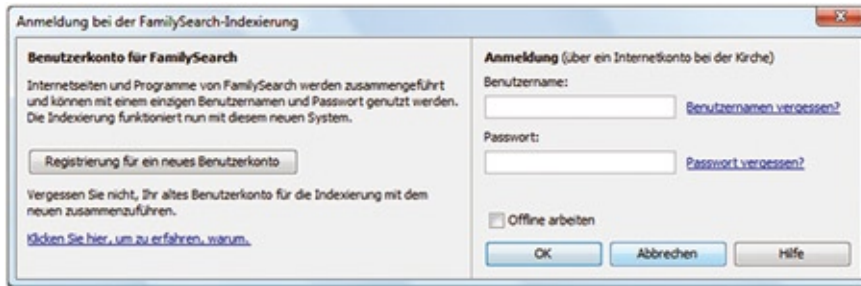 Anmeldung bei der FamilySearch-Indexierung
Benutzerkonto für FamilySearch
Internetseiten und Programme von FamilySearch werden zusammengeführt
und können mit einem einzigen Benutzernamen und Passwort genutzt werden.
Die Indexierung funktioniert nun mit diesem neuen System.
Registrierung für ein neues Benutzerkonto
Vergessen Sie nicht, Ihr altes Benutzerkonto für die Indexierung mit dem
neuen zusammenzuführen.
Klicken Sie hier, um zu erfahren, warum.
Anmeldung (über ein Internetkonto bei der Kirche)
Benutzername:
Benutzernamen vergessen?
Passwort:
Passwort vergessen?
Offline arbeiten
OK
Abbrechen
Hilfe